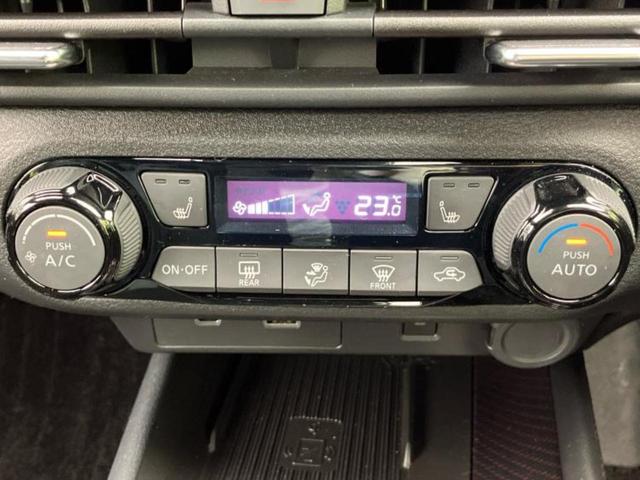 23.0℃
PUSH
A/C
ON·OFF
REAR
FRONT
PUSH
AUTO